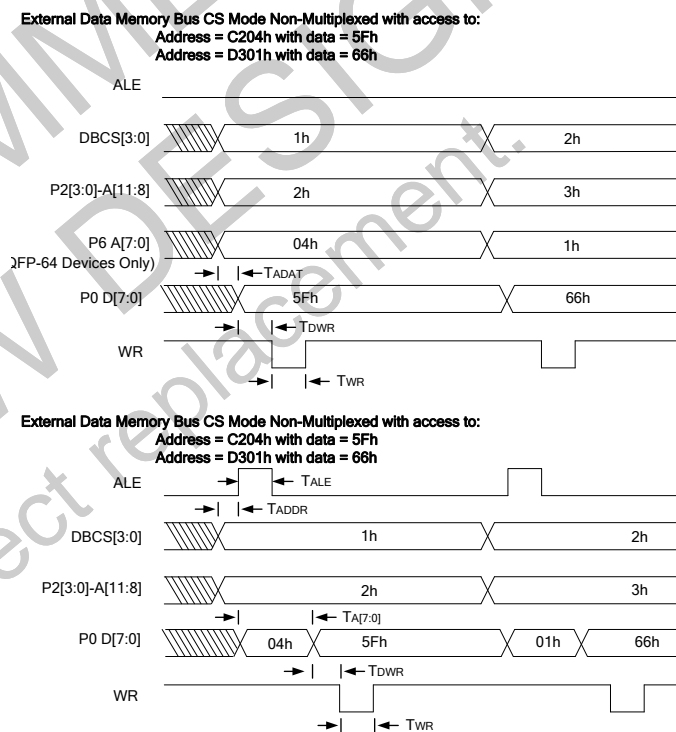 External Data Memory Bus CS Mode Non-Multiplexed with access to:
Address = C204h with data = 5Fh
Address = D301h with data = 66h
ALE
DBCS[3:0] 1h 2h
P2[3:0]-A[11:8] 2h 3h
P6 A[7:0] 04h 1h
QFP-64 Devices Only)
TADAT
P0 D[7:0] 5Fh 66h
TDWR
WR
TWR
External Data Memory Bus CS Mode Non-Multiplexed with access to:
Address = C204h with data = 5Fh
Address = D301h with data = 66h
ALE TALE
TADDR
DBCS[3:0] 1h 2h
P2[3:0]-A[11:8] 2h 3h
TA[7:0]
P0 D[7:0] 04h 5Fh 01h 66h
TDWR
WR
TWR
DESIG
ect replacement.